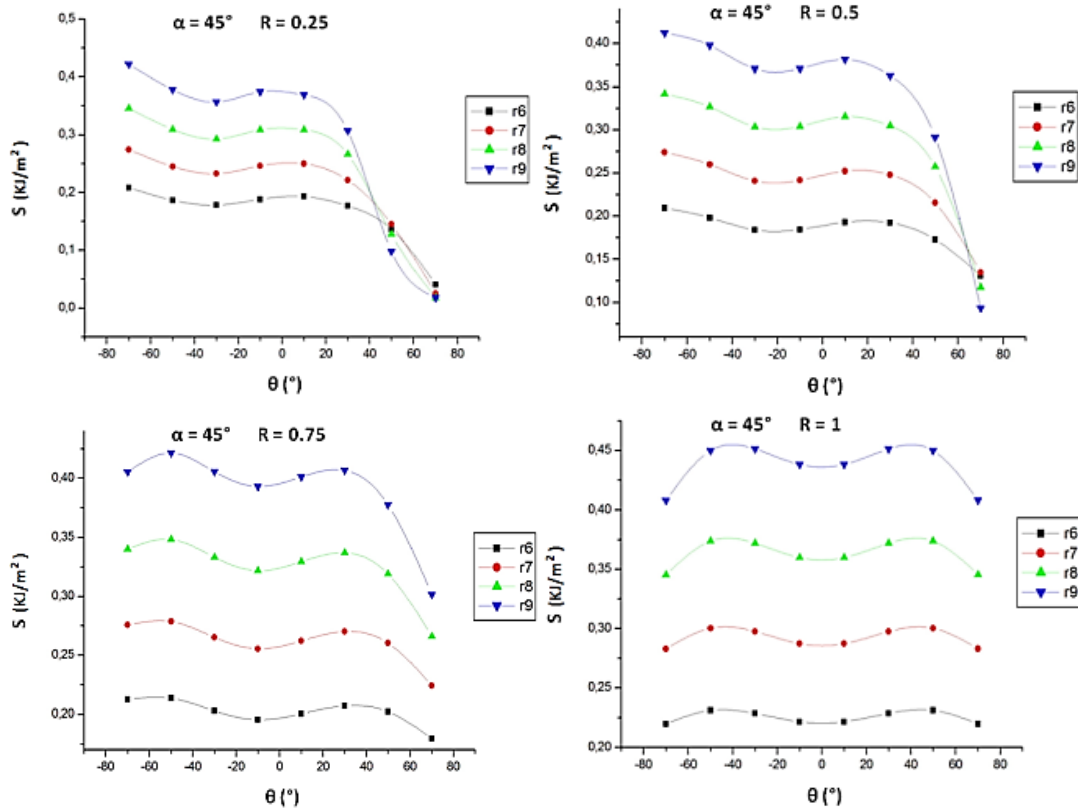 α = 45° R = 0.25
0,5
0,4
0,3
0,2
0,1
0,0
S (KJ/m²)
-80 -60 -40 -20 0 20 40 60 80
θ (°)
r6
r7
r8
r9
α = 45° R = 0.5
0,40
0,35
0,30
0,25
0,20
0,15
0,10
S (KJ/m²)
-80 -60 -40 -20 0 20 40 60 80
θ (°)
r6
r7
r8
r9
α = 45° R = 0.75
0,40
0,35
0,30
0,25
0,20
S (KJ/m²)
-80 -60 -40 -20 0 20 40 60 80
θ (°)
r6
r7
r8
r9
α = 45° R = 1
0,45
0,40
0,35
0,30
0,25
0,20
S (KJ/m²)
-80 -60 -40 -20 0 20 40 60 80
θ (°)
r6
r7
r8
r9